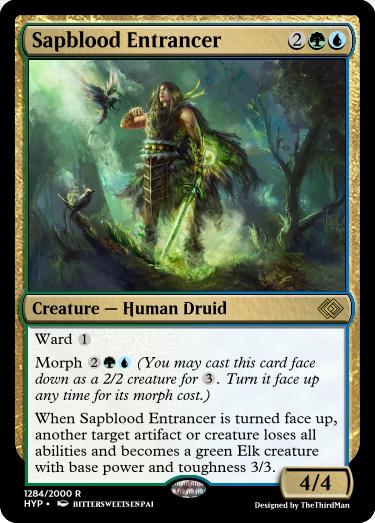 Sapblood Entrancer 2
Creature — Human Druid
Ward 1
Morph 2 (You may cast this card face
down as a 2/2 creature for 3. Turn it face up
any time for its morph cost.)
When Sapblood Entrancer is turned face up,
another target artifact or creature loses all
abilities and becomes a green Elk creature
with base power and toughness 3/3.
4/4
1284/2000 R
HYP • BITTERSWEETSENPAI
Designed by TheThirdMan